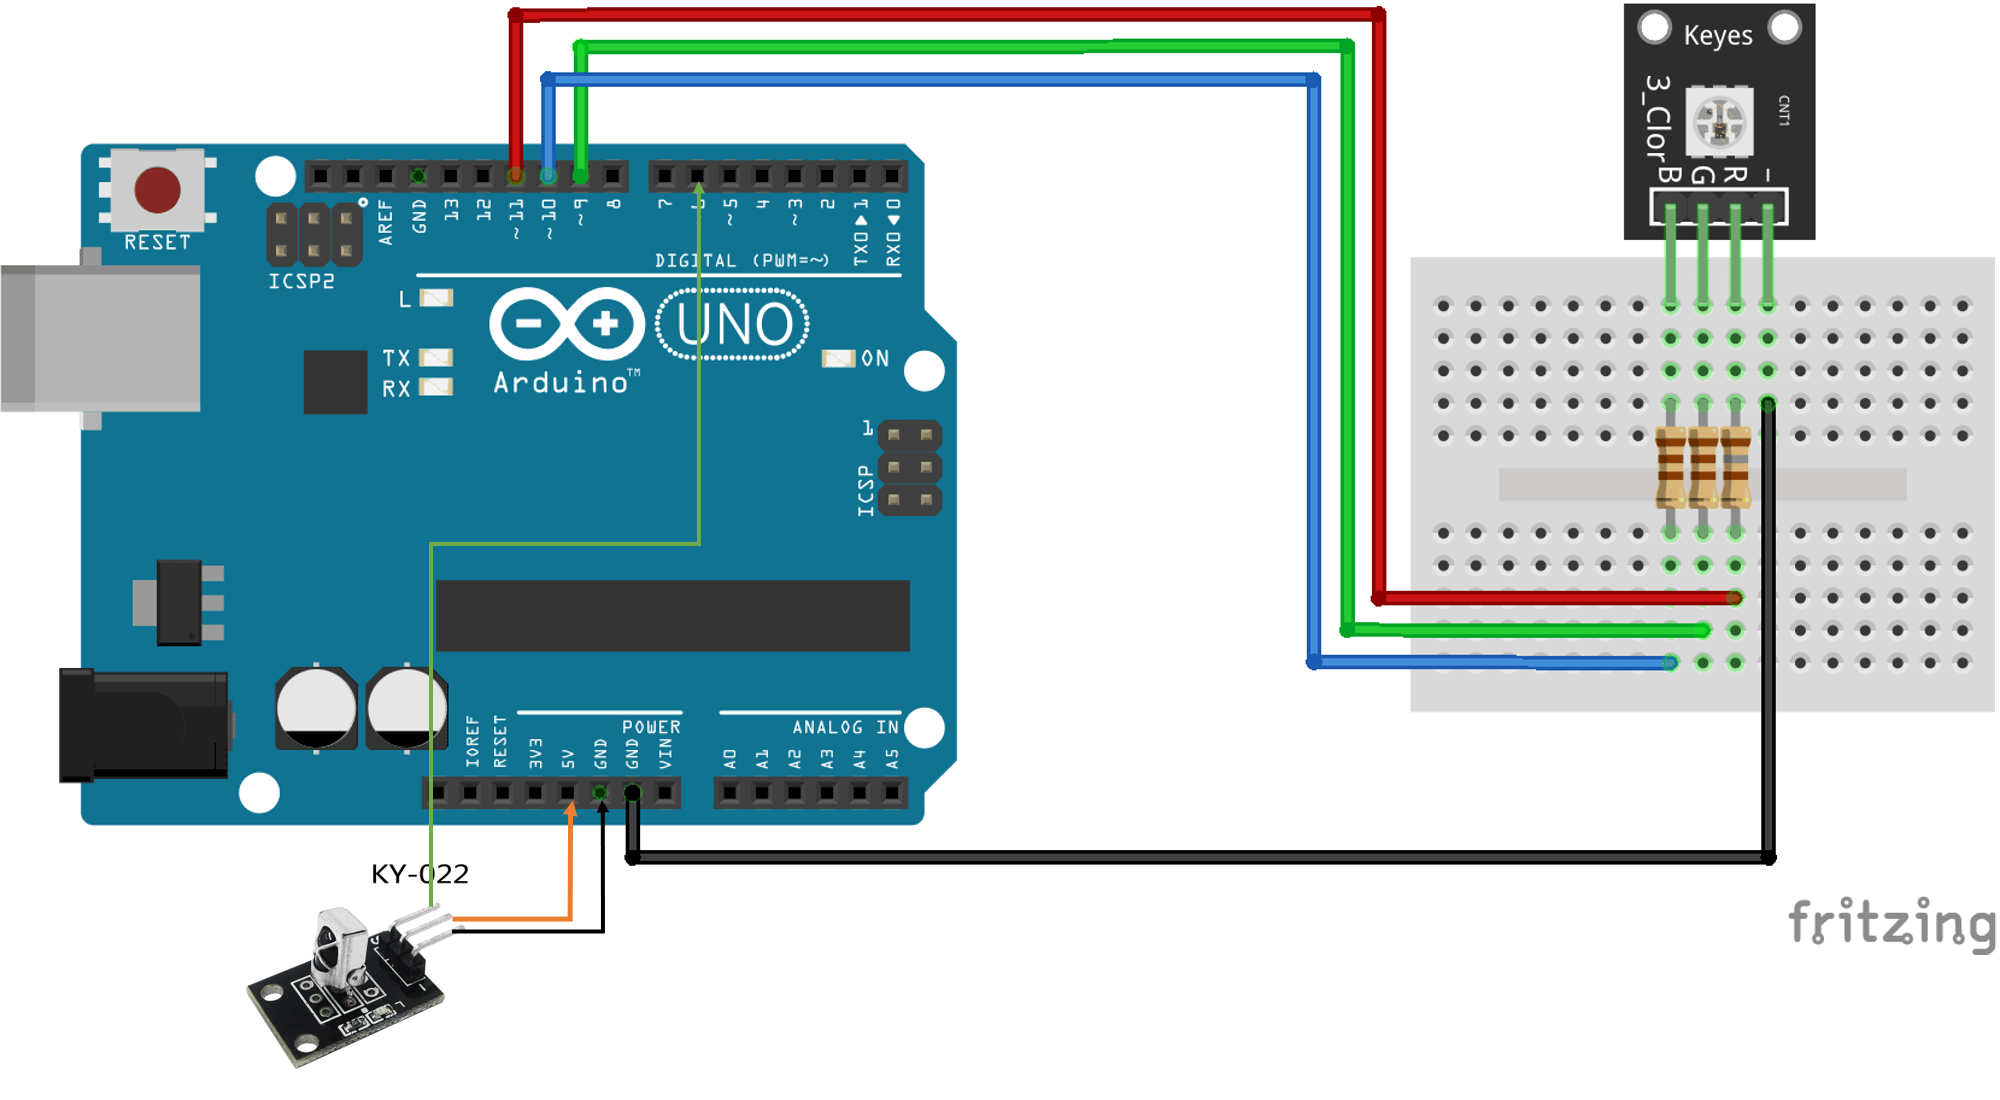 Keyes
3_Clor
CNT1
B G R -
RESET
ICSP2
AREF
GND
13
12
~11
~10
~9
8
7
~5
4
~3
2
TX0▶1
RX0◀0
DIGITAL (PWM=~)
L
TX
RX
UNO
Arduino™
ON
1
ICSP
POWER
ANALOG IN
IOREF
RESET
3V3
5V
GND
GND
VIN
A0
A1
A2
A3
A4
A5
KY-022
fritzing